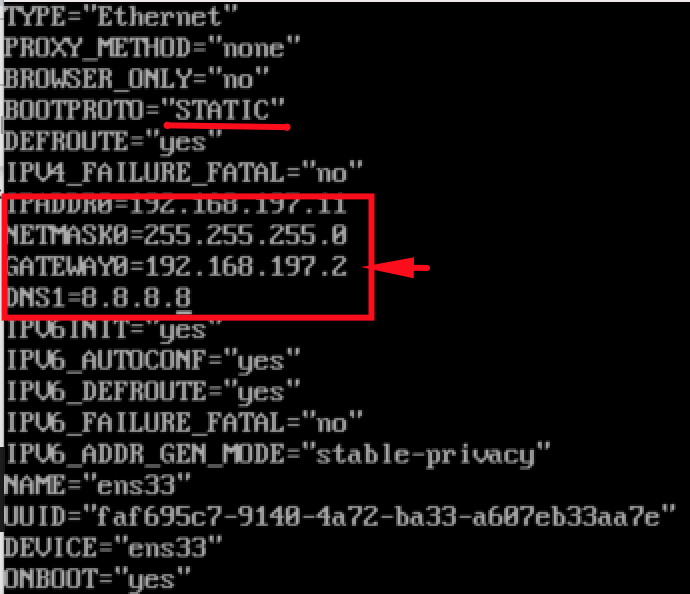 TYPE="Ethernet"
PROXY_METHOD="none"
BROWSER_ONLY="no"
BOOTPROTO="STATIC"
DEFROUTE="yes"
IPV4_FAILURE_FATAL="no"
IPADDR0=192.168.197.11
NETMASK0=255.255.255.0
GATEWAY0=192.168.197.2
DNS1=8.8.8.8
IPV6INIT="yes"
IPV6_AUTOCONF="yes"
IPV6_DEFROUTE="yes"
IPV6_FAILURE_FATAL="no"
IPV6_ADDR_GEN_MODE="stable-privacy"
NAME="ens33"
UUID="faf695c7-9140-4a72-ba33-a607eb33aa7e"
DEVICE="ens33"
ONBOOT="yes"